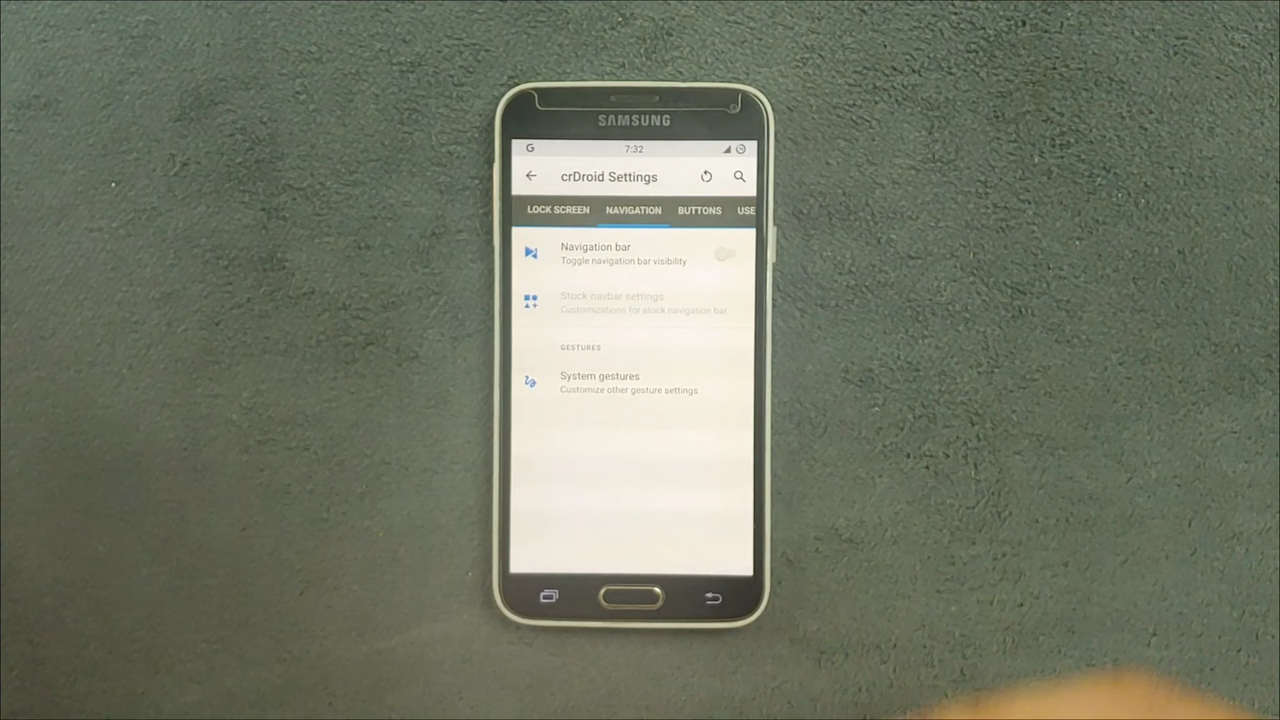 SAMSUNG
G 7:32
crDroid Settings
LOCK SCREEN NAVIGATION BUTTONS USE
Navigation bar
Toggle navigation bar visibility
Stock navbar settings
Customizations for stock navigation bar
GESTURES
System gestures
Customize other gesture settings